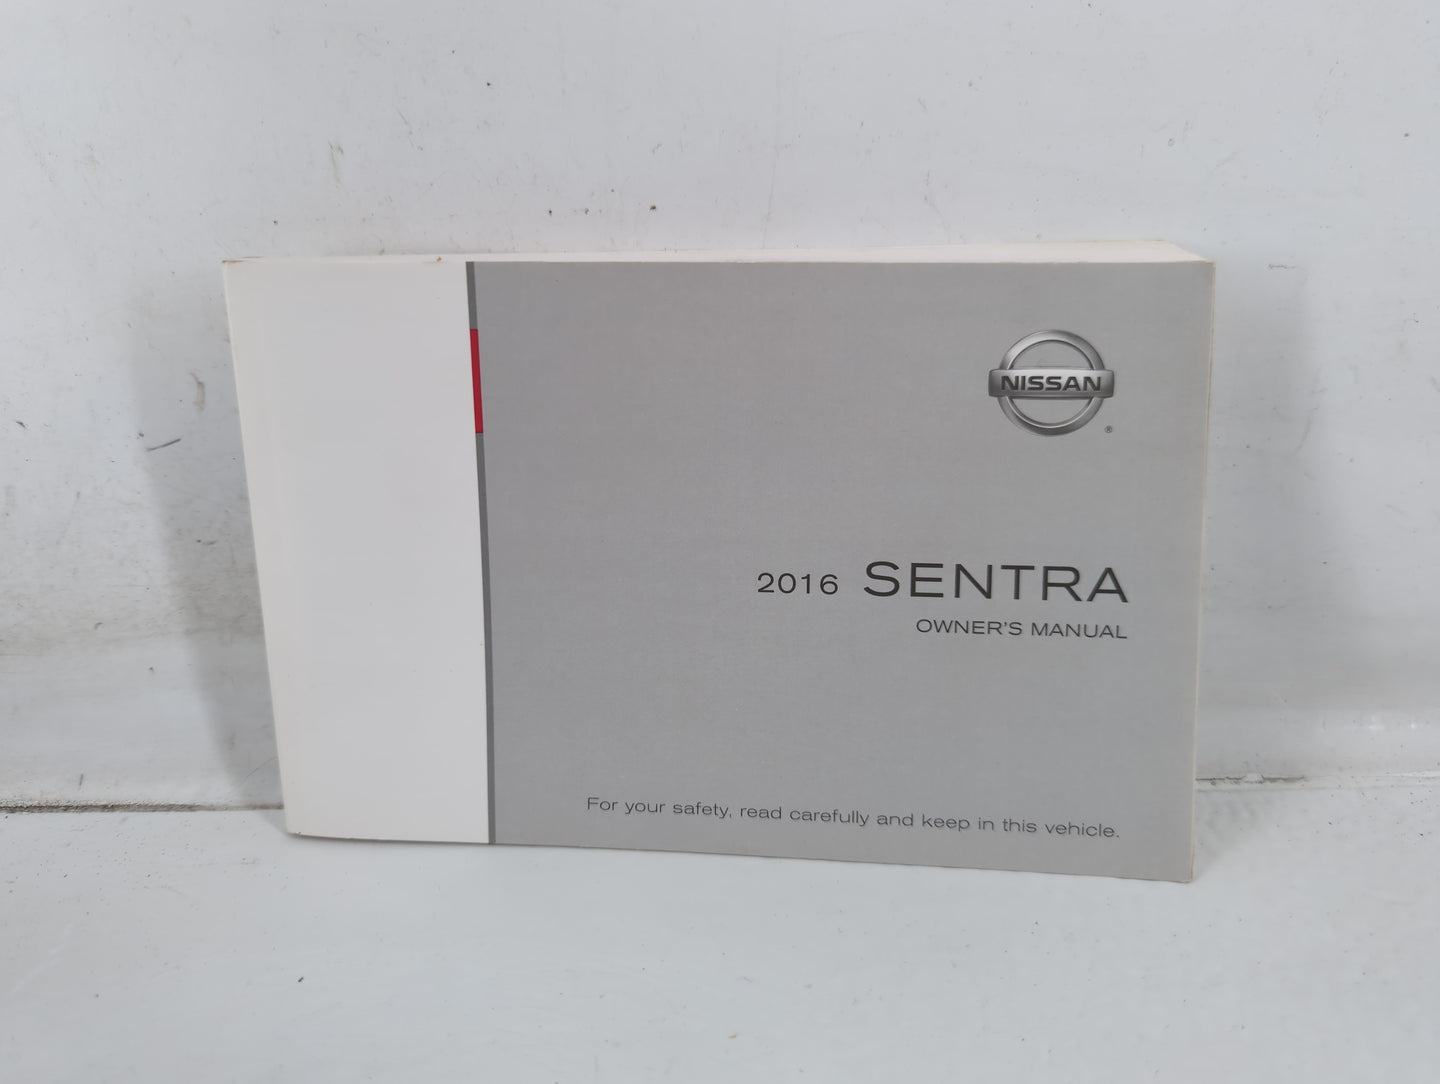 NISSAN
®
2016 SENTRA
OWNER'S MANUAL
For your safety, read carefully and keep in this vehicle.